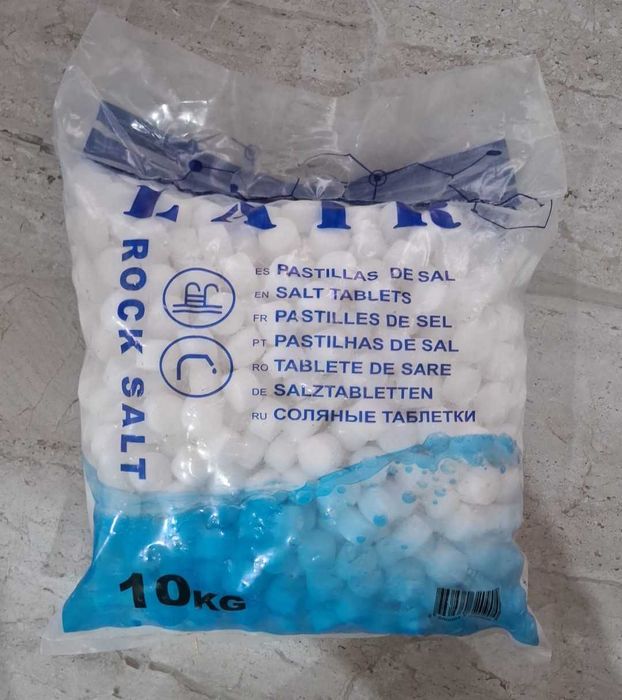 ROCK SALT
ES PASTILLAS DE SAL
EN SALT TABLETS
FR PASTILLES DE SEL
PT PASTILHAS DE SAL
RO TABLETE DE SARE
DE SALZTABLETTEN
RU СОЛЯНЫЕ ТАБЛЕТКИ
10KG